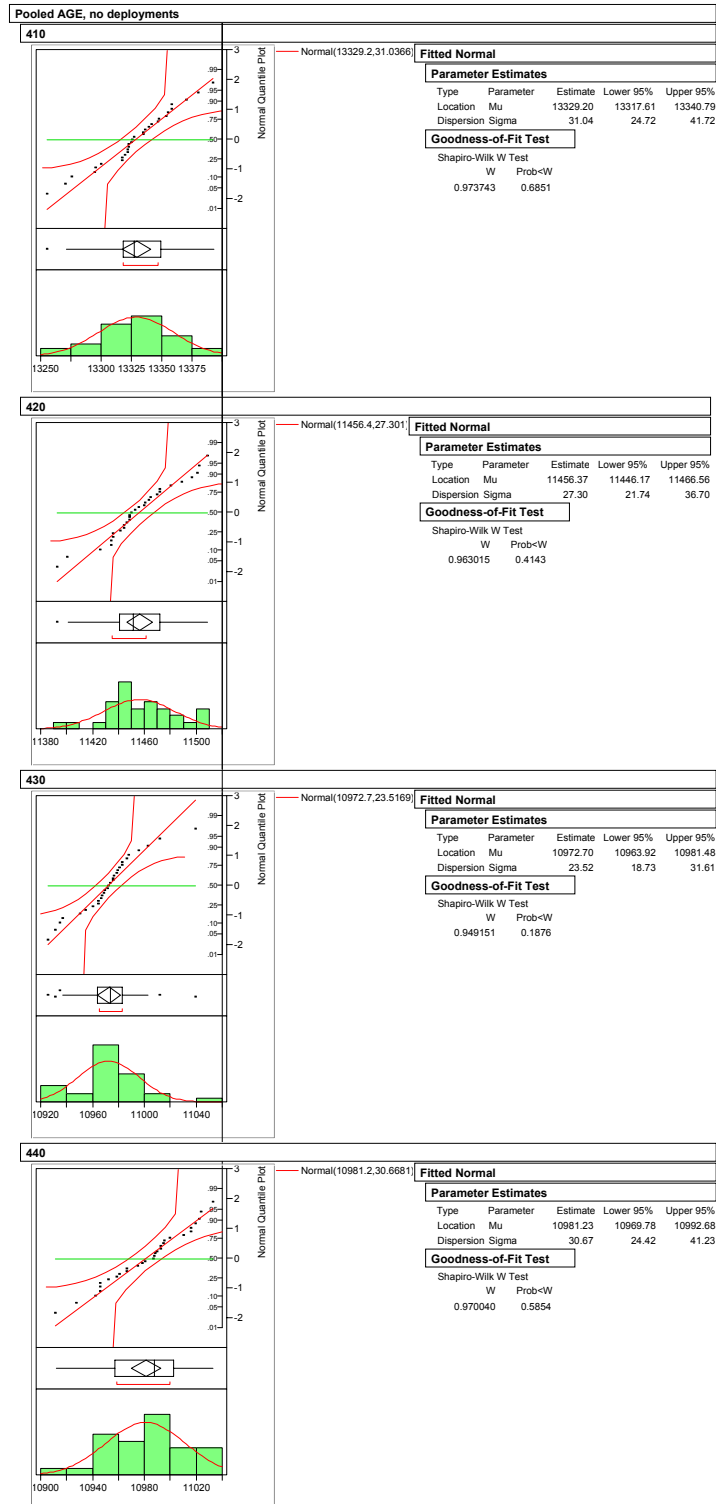 Pooled AGE, no deployments
410
3
2
1
0
-1
-2
.99
.95
.90
.75
.50
.25
.10
.05
.01
Normal Quantile Plot
Normal(13329.2,31.0366)
Fitted Normal
Parameter Estimates
Type Parameter Estimate Lower 95% Upper 95%
Location Mu 13329.20 13317.61 13340.79
Dispersion Sigma 31.04 24.72 41.72
Goodness-of-Fit Test
Shapiro-Wilk W Test
W Prob<W
0.973743 0.6851
13250 13300 13325 13350 13375
420
3
2
1
0
-1
-2
.99
.95
.90
.75
.50
.25
.10
.05
.01
Normal Quantile Plot
Normal(11456.4,27.301)
Fitted Normal
Parameter Estimates
Type Parameter Estimate Lower 95% Upper 95%
Location Mu 11456.37 11446.17 11466.56
Dispersion Sigma 27.30 21.74 36.70
Goodness-of-Fit Test
Shapiro-Wilk W Test
W Prob<W
0.963015 0.4143
11380 11420 11460 11500
430
3
2
1
0
-1
-2
.99
.95
.90
.75
.50
.25
.10
.05
.01
Normal Quantile Plot
Normal(10972.7,23.5169)
Fitted Normal
Parameter Estimates
Type Parameter Estimate Lower 95% Upper 95%
Location Mu 10972.70 10963.92 10981.48
Dispersion Sigma 23.52 18.73 31.61
Goodness-of-Fit Test
Shapiro-Wilk W Test
W Prob<W
0.949151 0.1876
10920 10960 11000 11040
440
3
2
1
0
-1
-2
.99
.95
.90
.75
.50
.25
.10
.05
.01
Normal Quantile Plot
Normal(10981.2,30.6681)
Fitted Normal
Parameter Estimates
Type Parameter Estimate Lower 95% Upper 95%
Location Mu 10981.23 10969.78 10992.68
Dispersion Sigma 30.67 24.42 41.23
Goodness-of-Fit Test
Shapiro-Wilk W Test
W Prob<W
0.970040 0.5854
10900 10940 10980 11020